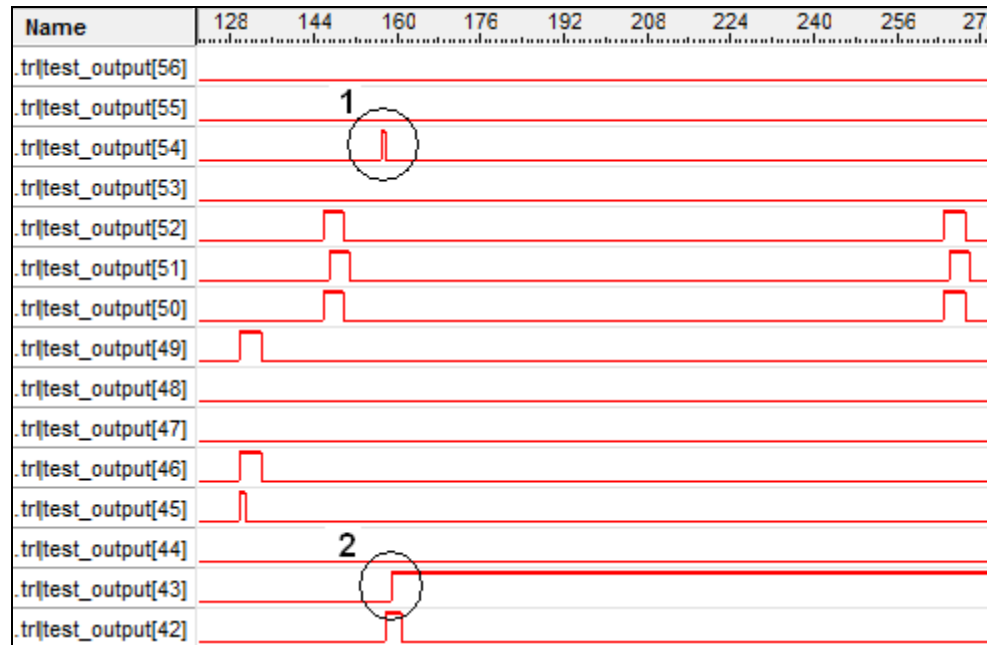 Name 128 144 160 176 192 208 224 240 256 27
.trl|test_output[56]
.trl|test_output[55]
1
.trl|test_output[54]
.trl|test_output[53]
.trl|test_output[52]
.trl|test_output[51]
.trl|test_output[50]
.trl|test_output[49]
.trl|test_output[48]
.trl|test_output[47]
.trl|test_output[46]
.trl|test_output[45]
.trl|test_output[44]
2
.trl|test_output[43]
.trl|test_output[42]